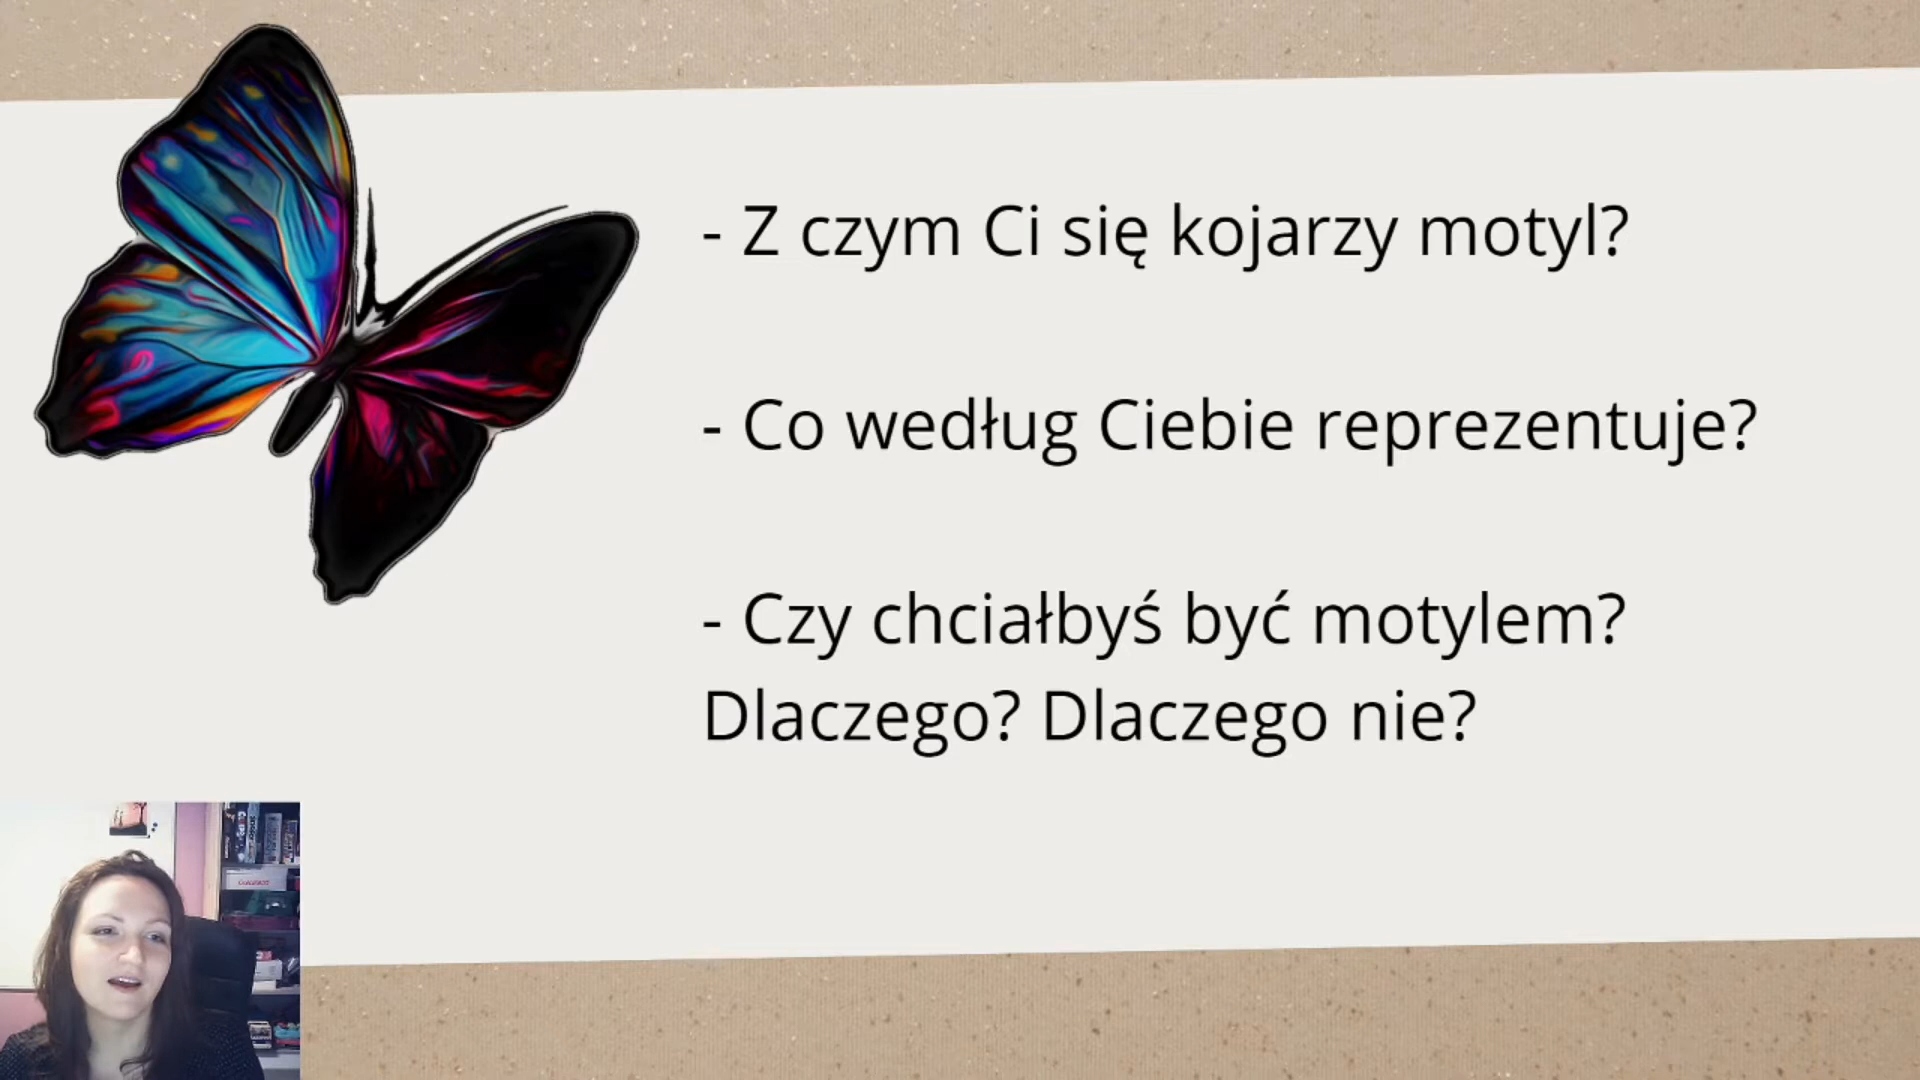 - Z czym Ci się kojarzy motyl?
- Co według Ciebie reprezentuje?
- Czy chciałbyś być motylem?
Dlaczego? Dlaczego nie?